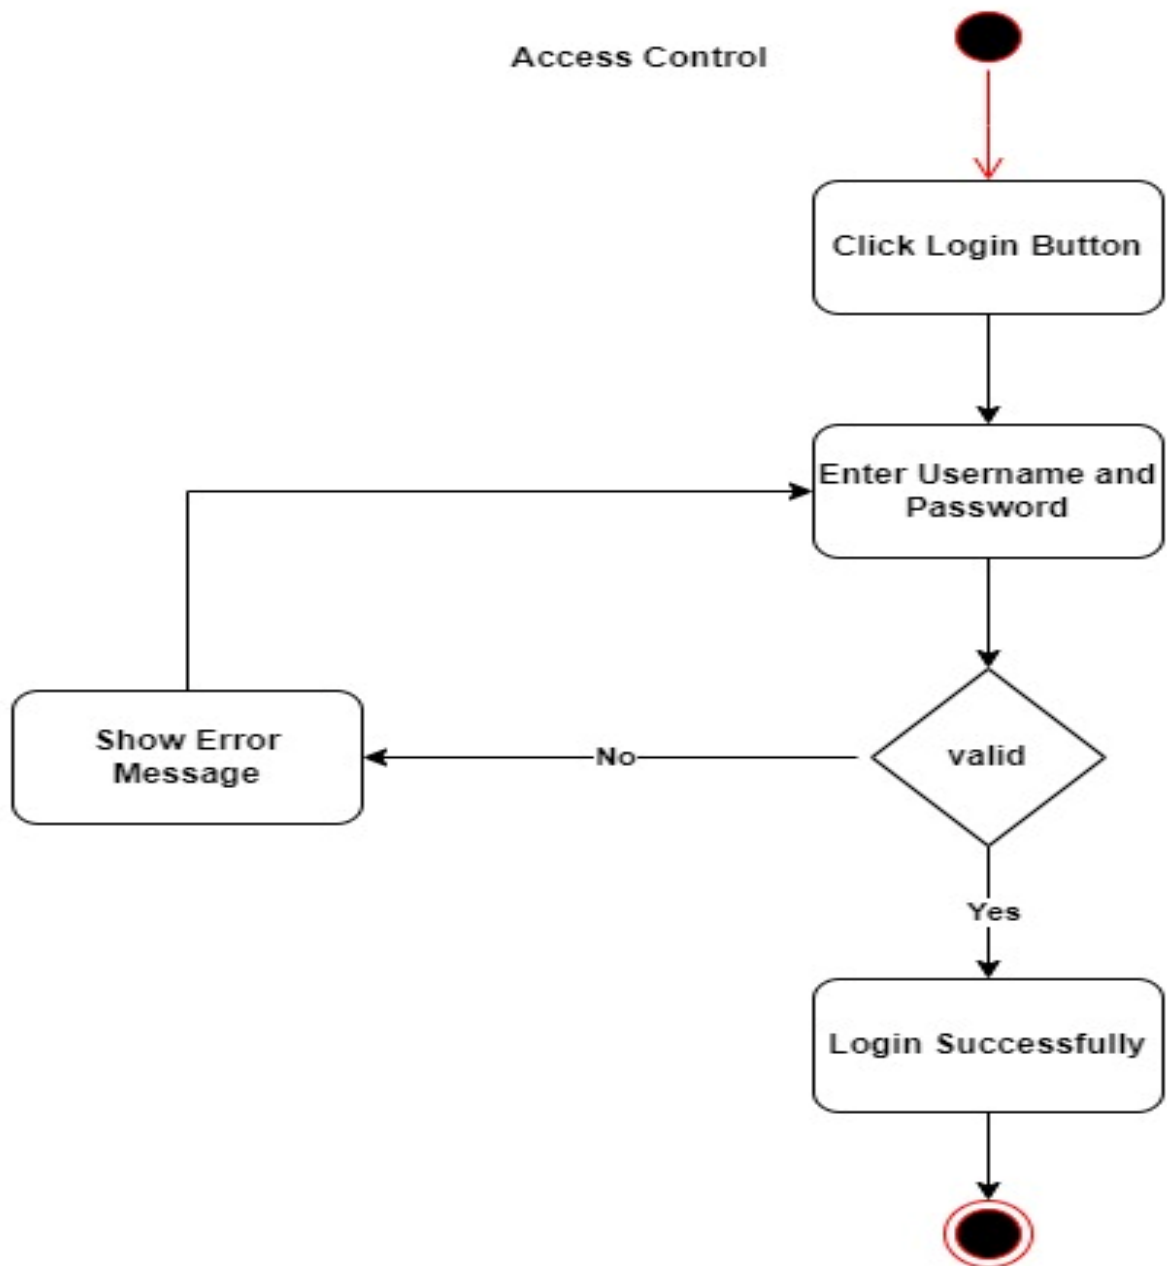 Access Control
Click Login Button
Enter Username and
Password
valid
No
Show Error
Message
Yes
Login Successfully